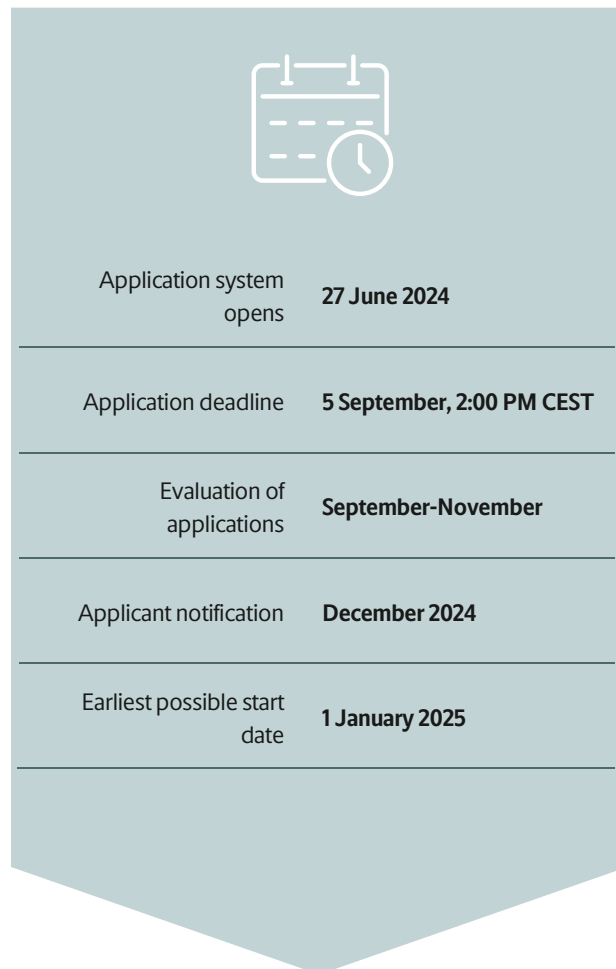 Application system
opens
27 June 2024
Application deadline
5 September, 2:00 PM CEST
Evaluation of
applications
September-November
Applicant notification
December 2024
Earliest possible start
date
1 January 2025